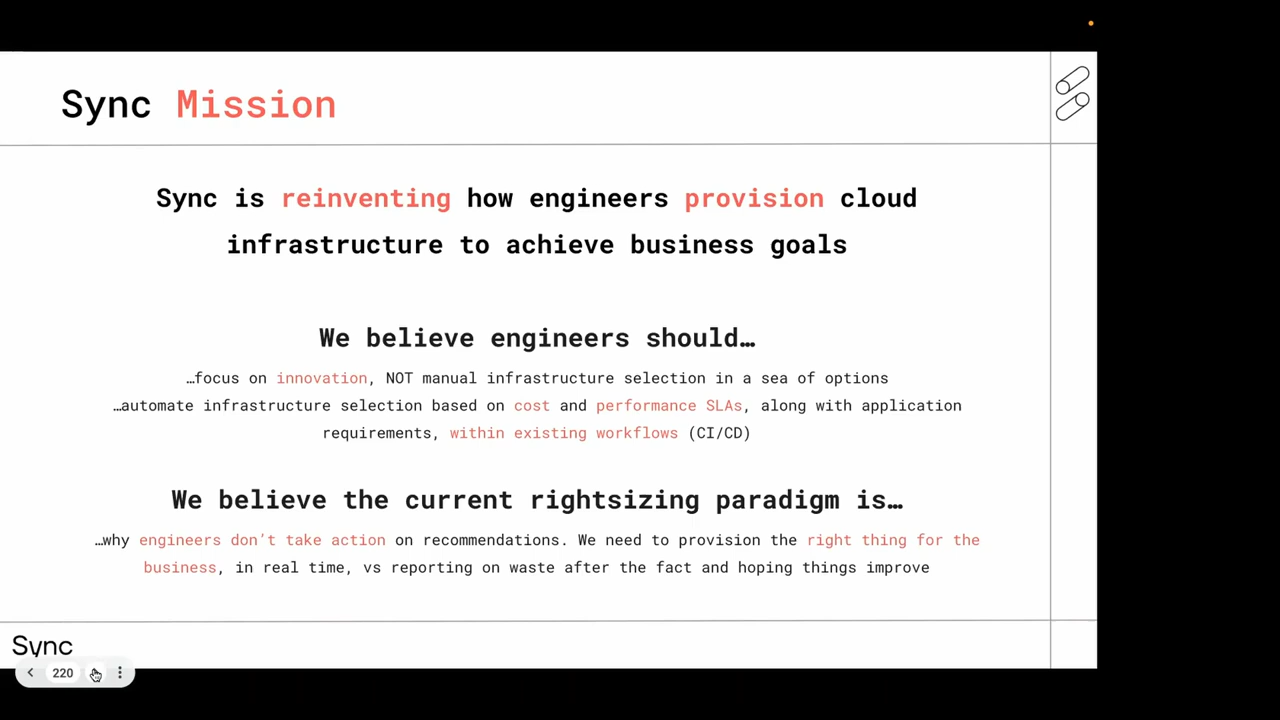 Sync Mission
Sync is reinventing how engineers provision cloud
infrastructure to achieve business goals
We believe engineers should…
…focus on innovation, NOT manual infrastructure selection in a sea of options
…automate infrastructure selection based on cost and performance SLAs, along with application
requirements, within existing workflows (CI/CD)
We believe the current rightsizing paradigm is…
…why engineers don’t take action on recommendations. We need to provision the right thing for the
business, in real time, vs reporting on waste after the fact and hoping things improve
Sync
220